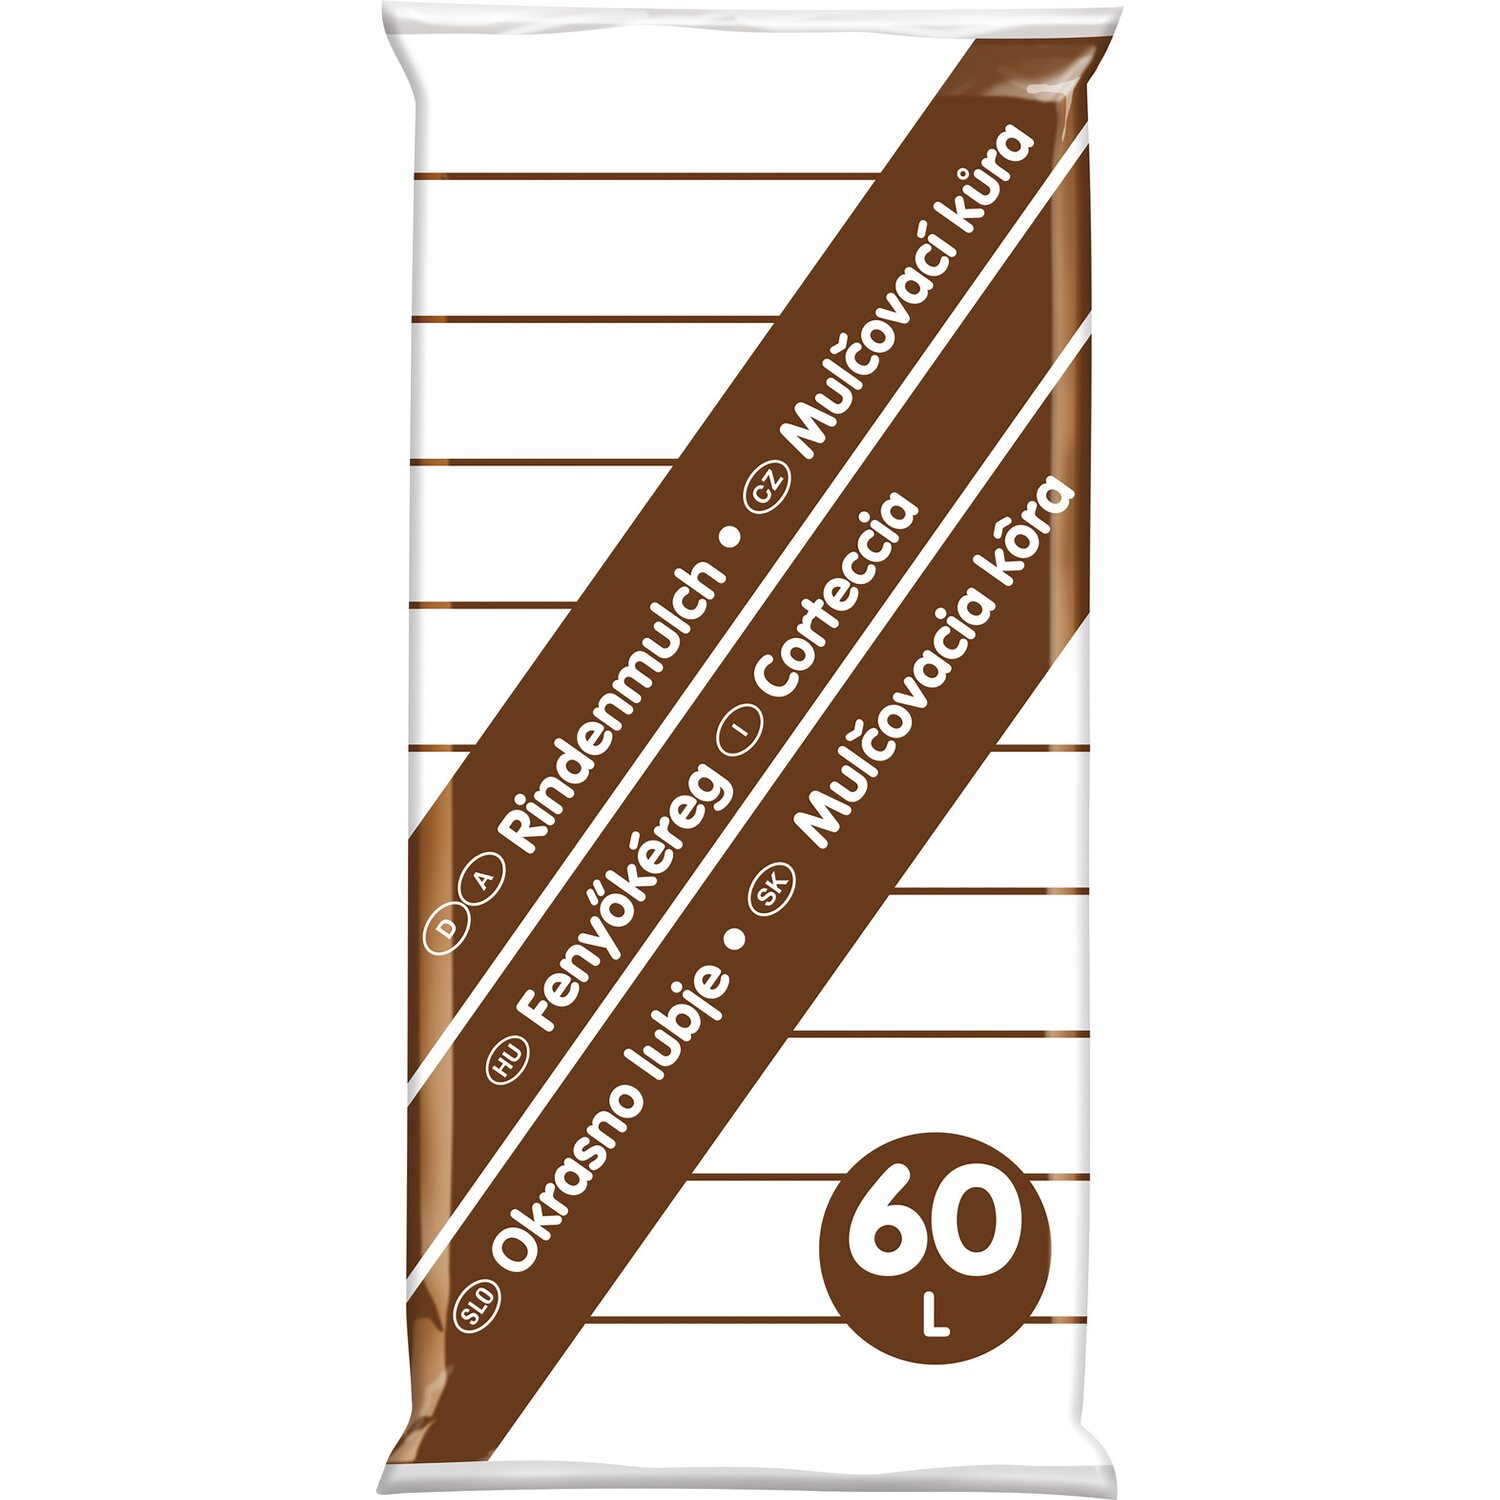 D A Rindenmulch • CZ Mulčovací kůra
HU Fenyőkéreg I Corteccia
SLO Okrasno lubje • SK Mulčovacia kôra
60
L